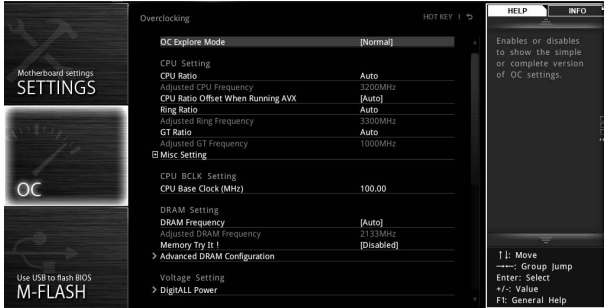 Overclocking
HOT KEY
HELP
INFO
OC Explore Mode [Normal]
CPU Setting
CPU Ratio Auto
Adjusted CPU Frequency 3200MHz
CPU Ratio Offset When Running AVX [Auto]
Ring Ratio Auto
Adjusted Ring Frequency 3300MHz
GT Ratio Auto
Adjusted GT Frequency 1000MHz
Misc Setting
CPU BCLK Setting
CPU Base Clock (MHz) 100.00
DRAM Setting
DRAM Frequency [Auto]
Adjusted DRAM Frequency 2133MHz
Memory Try It ! [Disabled]
Advanced DRAM Configuration
Voltage Setting
DigitALL Power
Motherboard settings
SETTINGS
OC
Use USB to flash BIOS
M-FLASH
Enables or disables
to show the simple
or complete version
of OC settings.
↑↓: Move
→←: Group Jump
Enter: Select
+/-: Value
F1: General Help